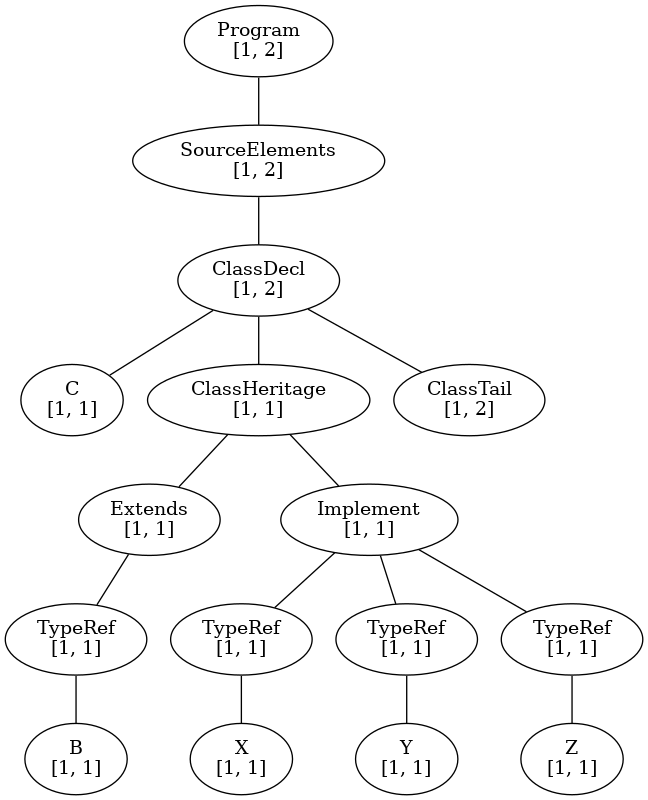 Program
[1, 2]
SourceElements
[1, 2]
ClassDecl
[1, 2]
C
[1, 1]
ClassHeritage
[1, 1]
ClassTail
[1, 2]
Extends
[1, 1]
Implement
[1, 1]
TypeRef
[1, 1]
TypeRef
[1, 1]
TypeRef
[1, 1]
TypeRef
[1, 1]
B
[1, 1]
X
[1, 1]
Y
[1, 1]
Z
[1, 1]